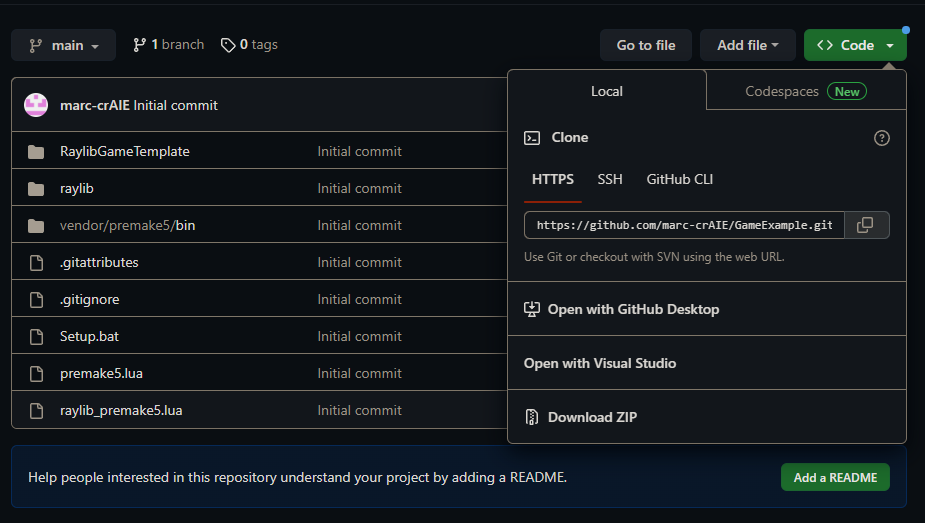 main 1 branch 0 tags Go to file Add file <> Code
marc-crAIE Initial commit
RaylibGameTemplate Initial commit
raylib Initial commit
vendor/premake5/bin Initial commit
.gitattributes Initial commit
.gitignore Initial commit
Setup.bat Initial commit
premake5.lua Initial commit
raylib_premake5.lua Initial commit
Local Codespaces New
Clone
HTTPS SSH GitHub CLI
https://github.com/marc-crAIE/GameExample.git
Use Git or checkout with SVN using the web URL.
Open with GitHub Desktop
Open with Visual Studio
Download ZIP
Help people interested in this repository understand your project by adding a README. Add a README